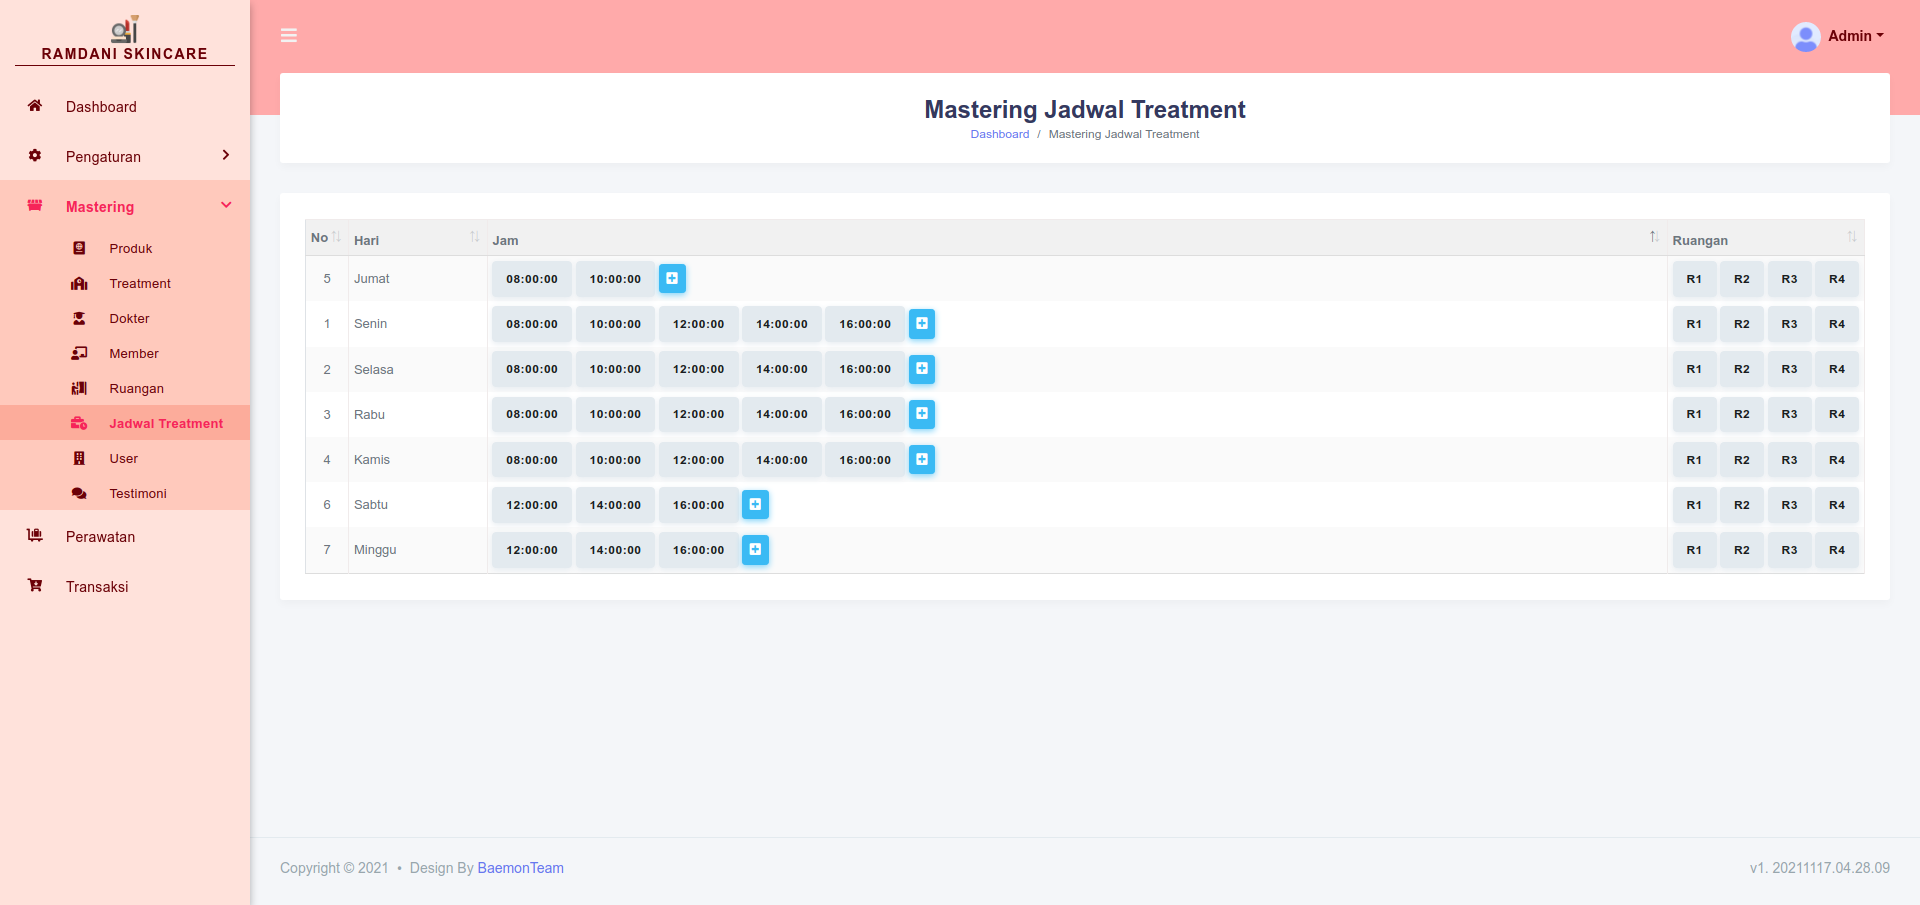 RAMDANI SKINCARE
Dashboard
Pengaturan
Mastering
Produk
Treatment
Dokter
Member
Ruangan
Jadwal Treatment
User
Testimoni
Perawatan
Transaksi
Admin
Mastering Jadwal Treatment
Dashboard / Mastering Jadwal Treatment
No Hari Jam Ruangan
5 Jumat 08:00:00 10:00:00 R1 R2 R3 R4
1 Senin 08:00:00 10:00:00 12:00:00 14:00:00 16:00:00 R1 R2 R3 R4
2 Selasa 08:00:00 10:00:00 12:00:00 14:00:00 16:00:00 R1 R2 R3 R4
3 Rabu 08:00:00 10:00:00 12:00:00 14:00:00 16:00:00 R1 R2 R3 R4
4 Kamis 08:00:00 10:00:00 12:00:00 14:00:00 16:00:00 R1 R2 R3 R4
6 Sabtu 12:00:00 14:00:00 16:00:00 R1 R2 R3 R4
7 Minggu 12:00:00 14:00:00 16:00:00 R1 R2 R3 R4
Copyright © 2021 • Design By BaemonTeam
v1. 20211117.04.28.09